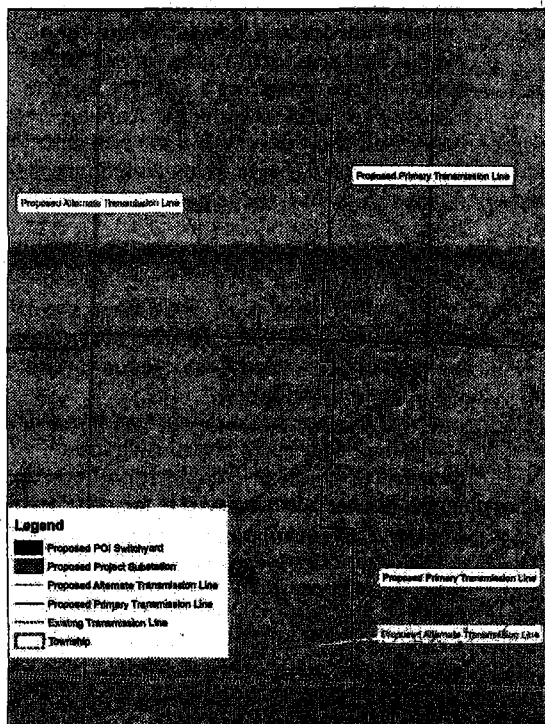 Proposed Primary Transmission Line
Proposed Alternate Transmission Line
Legend
Proposed POI Switchyard
Proposed Project Substation
Proposed Alternate Transmission Line
Proposed Primary Transmission Line
Existing Transmission Line
Township
Proposed Primary Transmission Line
Proposed Alternate Transmission Line